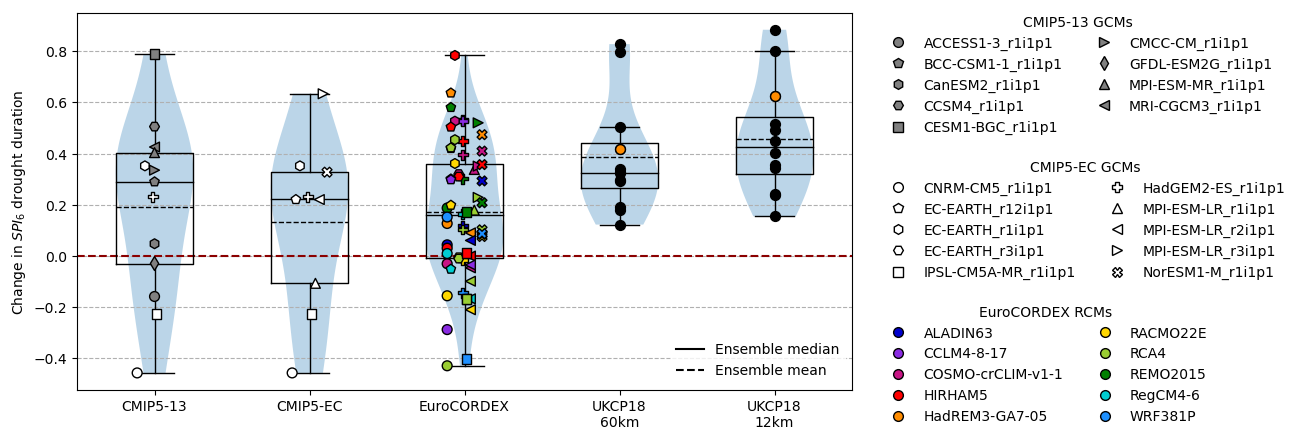 Change in SPI6 drought duration
0.8
0.6
0.4
0.2
0.0
−0.2
−0.4
CMIP5-13
CMIP5-EC
EuroCORDEX
UKCP18
60km
UKCP18
12km
Ensemble median
Ensemble mean
CMIP5-13 GCMs
ACCESS1-3_r1i1p1
BCC-CSM1-1_r1i1p1
CanESM2_r1i1p1
CCSM4_r1i1p1
CESM1-BGC_r1i1p1
CMCC-CM_r1i1p1
GFDL-ESM2G_r1i1p1
MPI-ESM-MR_r1i1p1
MRI-CGCM3_r1i1p1
CMIP5-EC GCMs
CNRM-CM5_r1i1p1
EC-EARTH_r12i1p1
EC-EARTH_r1i1p1
EC-EARTH_r3i1p1
IPSL-CM5A-MR_r1i1p1
HadGEM2-ES_r1i1p1
MPI-ESM-LR_r1i1p1
MPI-ESM-LR_r2i1p1
MPI-ESM-LR_r3i1p1
NorESM1-M_r1i1p1
EuroCORDEX RCMs
ALADIN63
CCLM4-8-17
COSMO-crCLIM-v1-1
HIRHAM5
HadREM3-GA7-05
RACMO22E
RCA4
REMO2015
RegCM4-6
WRF381P